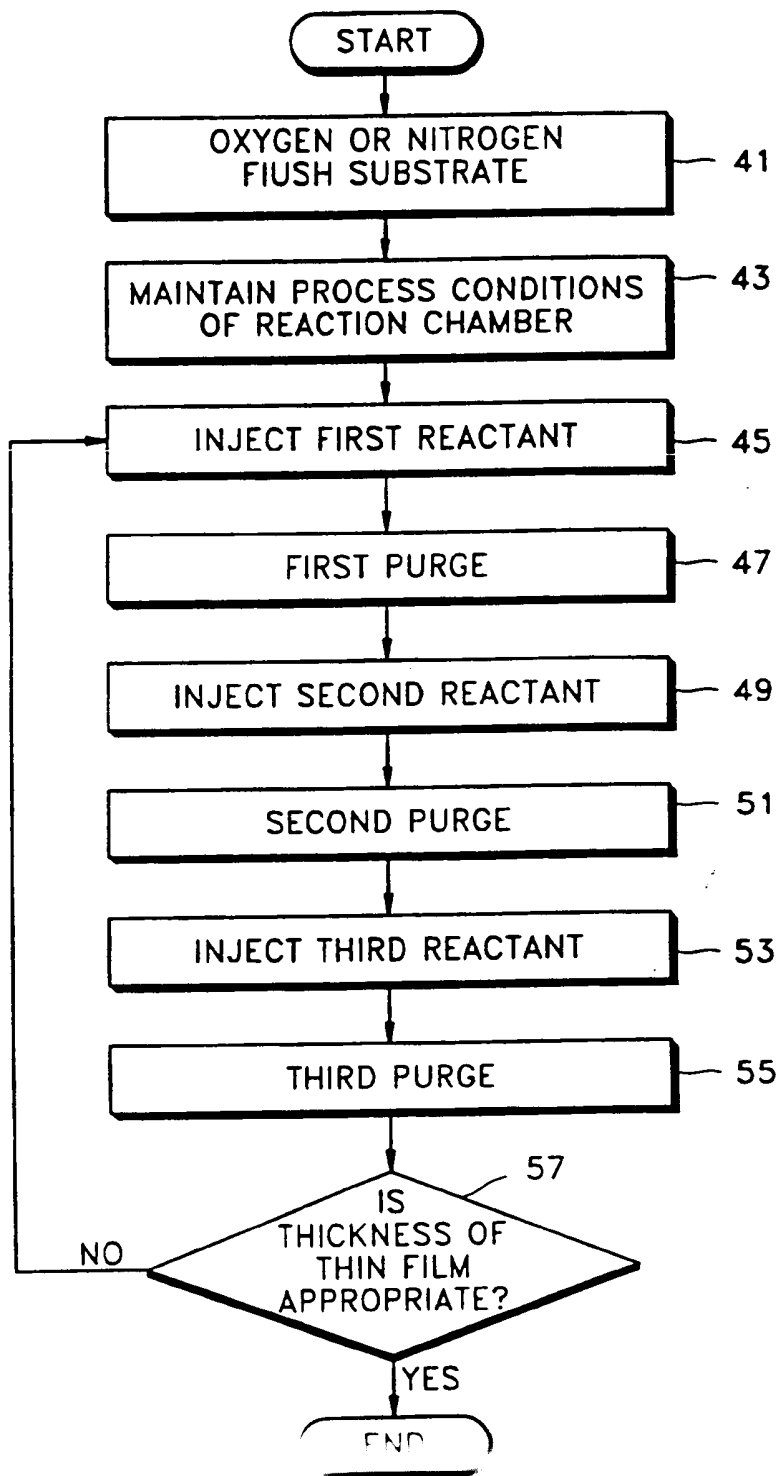 START
OXYGEN OR NITROGEN
FIUSH SUBSTRATE
41
MAINTAIN PROCESS CONDITIONS
OF REACTION CHAMBER
43
INJECT FIRST REACTANT
45
FIRST PURGE
47
INJECT SECOND REACTANT
49
SECOND PURGE
51
INJECT THIRD REACTANT
53
THIRD PURGE
55
57
IS
THICKNESS OF
THIN FILM
APPROPRIATE?
NO
YES
END